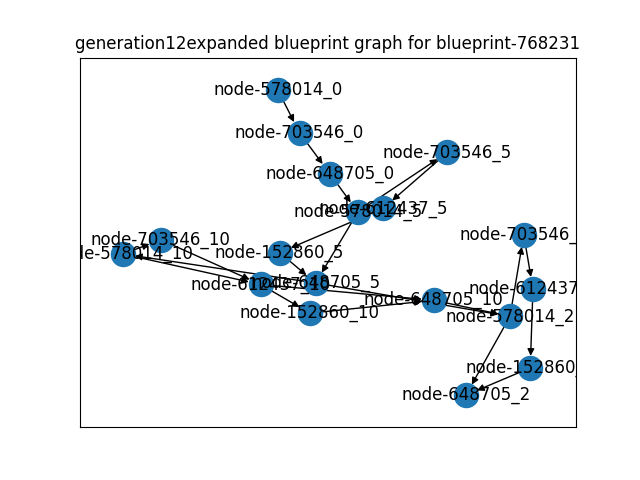 generation12expanded blueprint graph for blueprint-768231
node-578014_0
node-703546_0
node-703546_5
node-648705_0
node-612437_5
node-578014_5
node-703546_
node-703546_10
node-152860_5
de-578014_10
node-648705_5
node-612437_10
node-612437
node-648705_10
node-152860_10
node-578014_2
node-152860_
node-648705_2